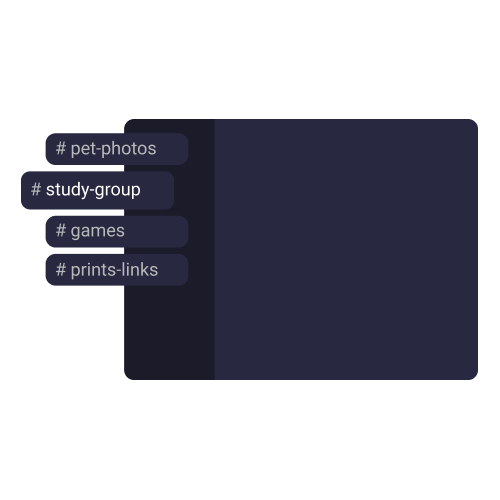 # pet-photos
# study-group
# games
# prints-links